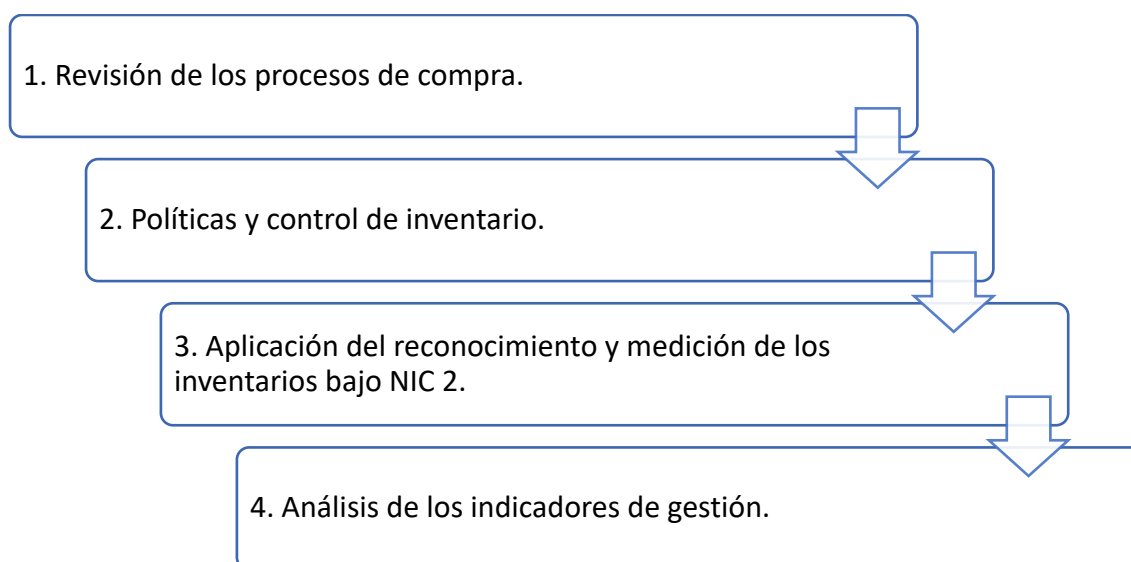 1. Revisión de los procesos de compra.
2. Políticas y control de inventario.
3. Aplicación del reconocimiento y medición de los
inventarios bajo NIC 2.
4. Análisis de los indicadores de gestión.